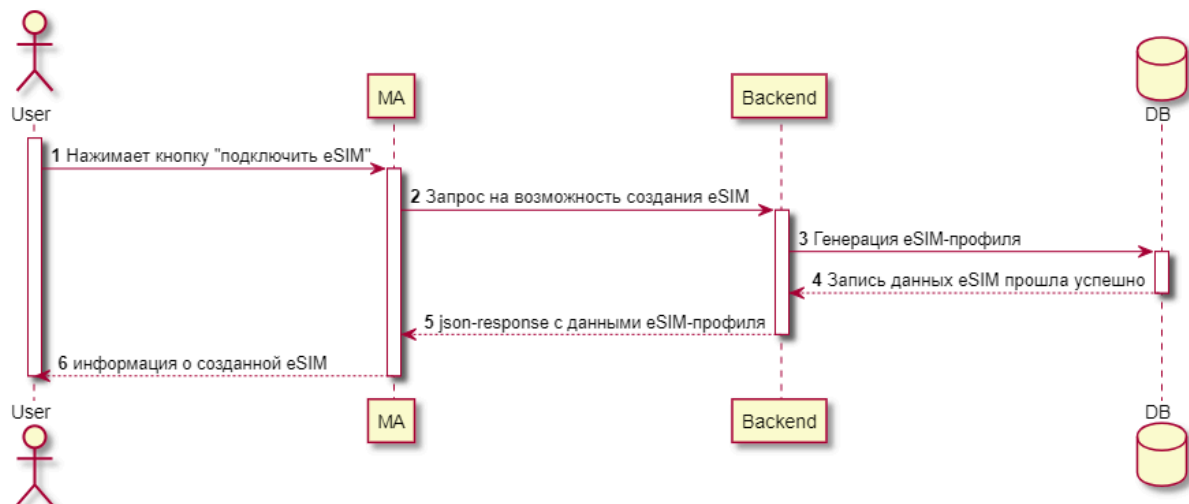 User
MA
Backend
DB
1 Нажимает кнопку "подключить eSIM"
2 Запрос на возможность создания eSIM
3 Генерация eSIM-профиля
4 Запись данных eSIM прошла успешно
5 json-response с данными eSIM-профиля
6 информация о созданной eSIM
User
MA
Backend
DB